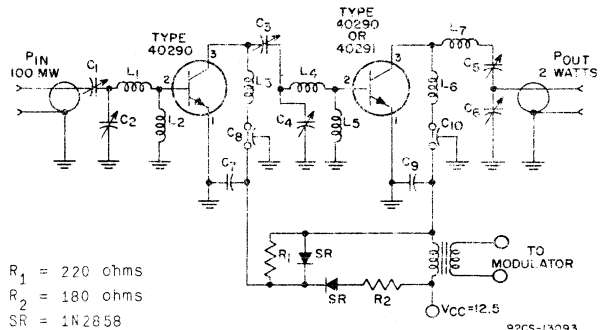 TYPE
40290
TYPE
40290
OR
40291
PIN
100 MW
POUT
2 WATTS
C1
C2
L1
L2
2
3
1
C3
L3
C8
C7
L4
C4
L5
2
3
1
L7
L6
C5
C6
C10
C9
R1
SR
SR
R2
TO
MODULATOR
VCC=12.5
R1 = 220 ohms
R2 = 180 ohms
SR = 1N2858
92CS-13093